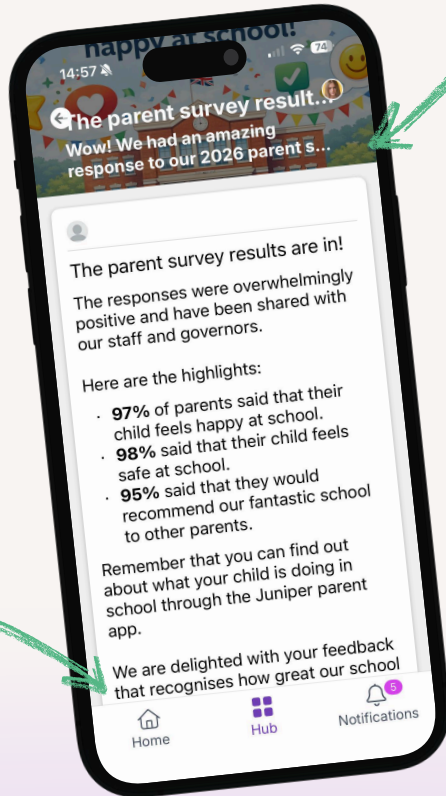 happy at school!
14:57
74
The parent survey result...
Wow! We had an amazing
response to our 2026 parent s...
The parent survey results are in!
The responses were overwhelmingly
positive and have been shared with
our staff and governors.
Here are the highlights:
· 97% of parents said that their
child feels happy at school.
· 98% said that their child feels
safe at school.
· 95% said that they would
recommend our fantastic school
to other parents.
Remember that you can find out
about what your child is doing in
school through the Juniper parent
app.
We are delighted with your feedback
that recognises how great our school
Home
Hub
5
Notifications